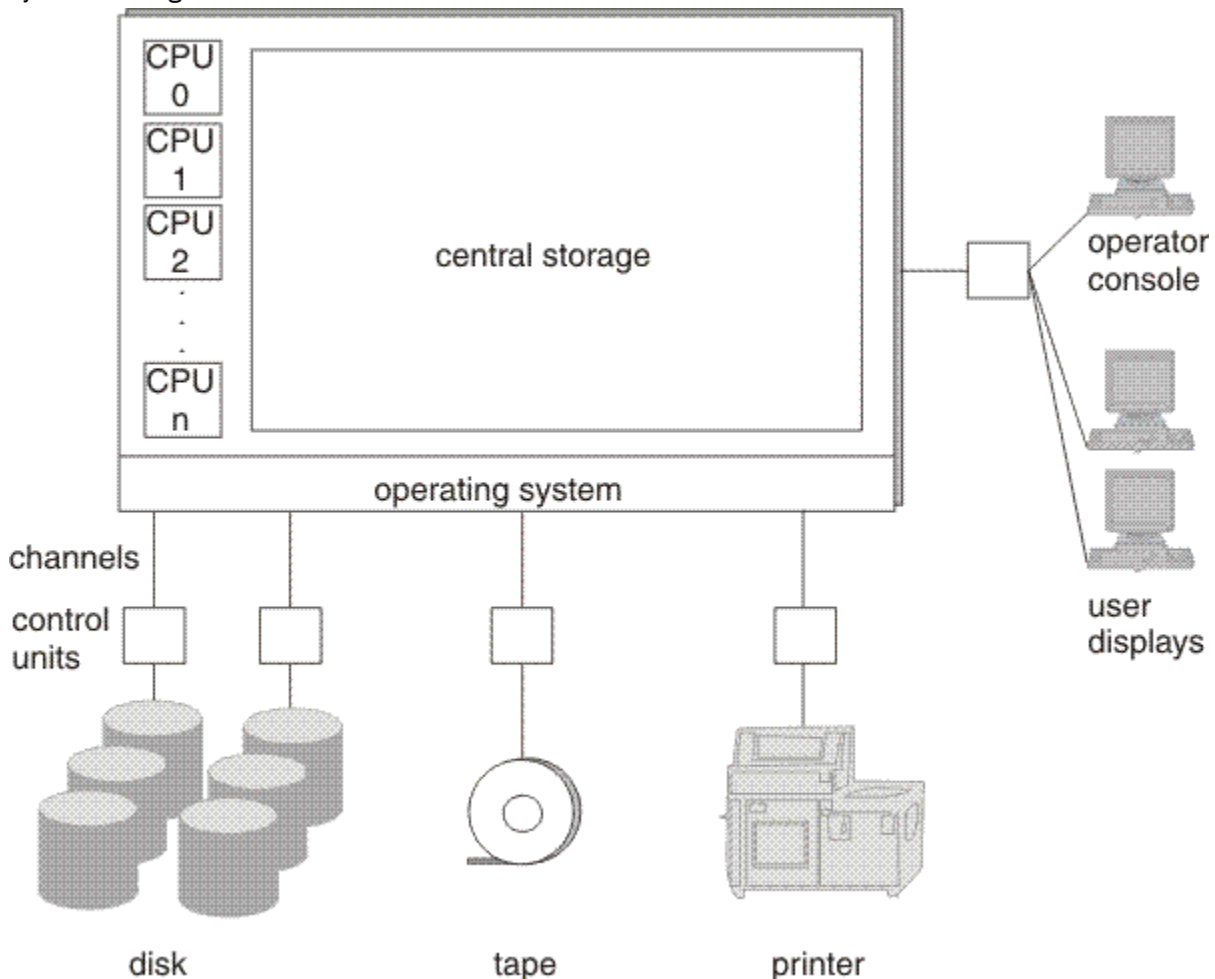 CPU
0
CPU
1
CPU
2
CPU
n
central storage
operating system
operator
console
user
displays
channels
control
units
disk
tape
printer